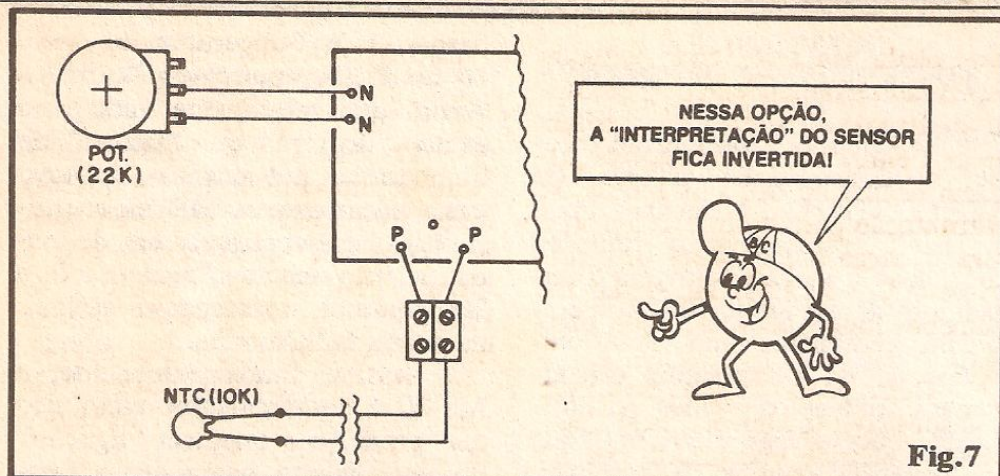 POT.
(22K)
N
N
P
P
NTC(10K)
NESSA OPÇÃO,
A "INTERPRETAÇÃO" DO SENSOR
FICA INVERTIDA!
Fig.7